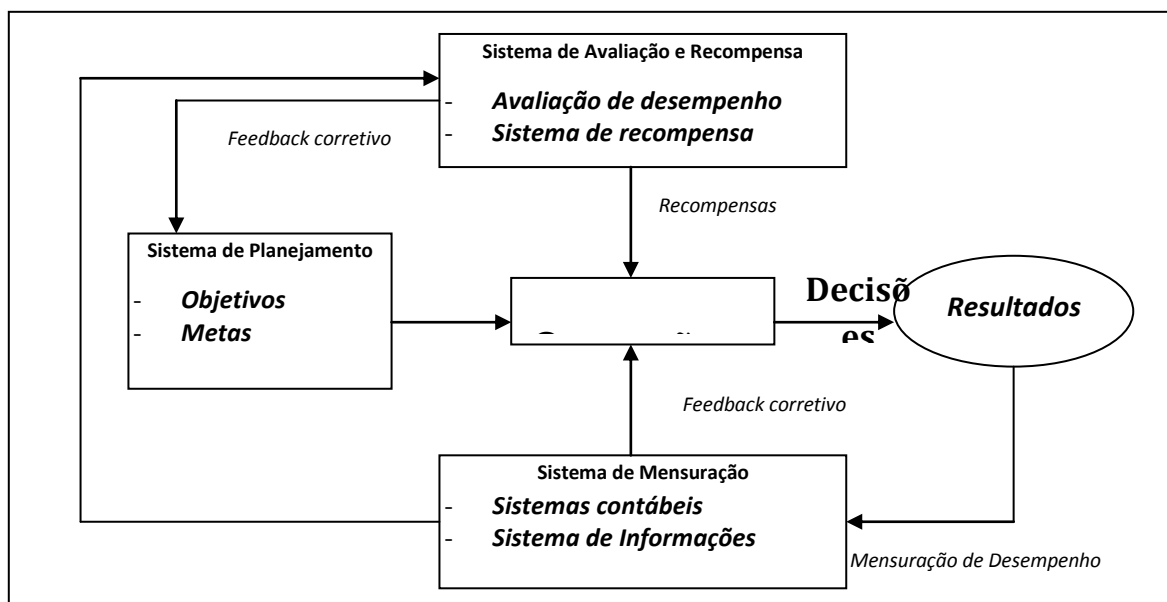 Sistema de Avaliação e Recompensa
- Avaliação de desempenho
- Sistema de recompensa
Feedback corretivo
Recompensas
Sistema de Planejamento
- Objetivos
- Metas
Decisõ
es
Resultados
Feedback corretivo
Sistema de Mensuração
- Sistemas contábeis
- Sistema de Informações
Mensuração de Desempenho